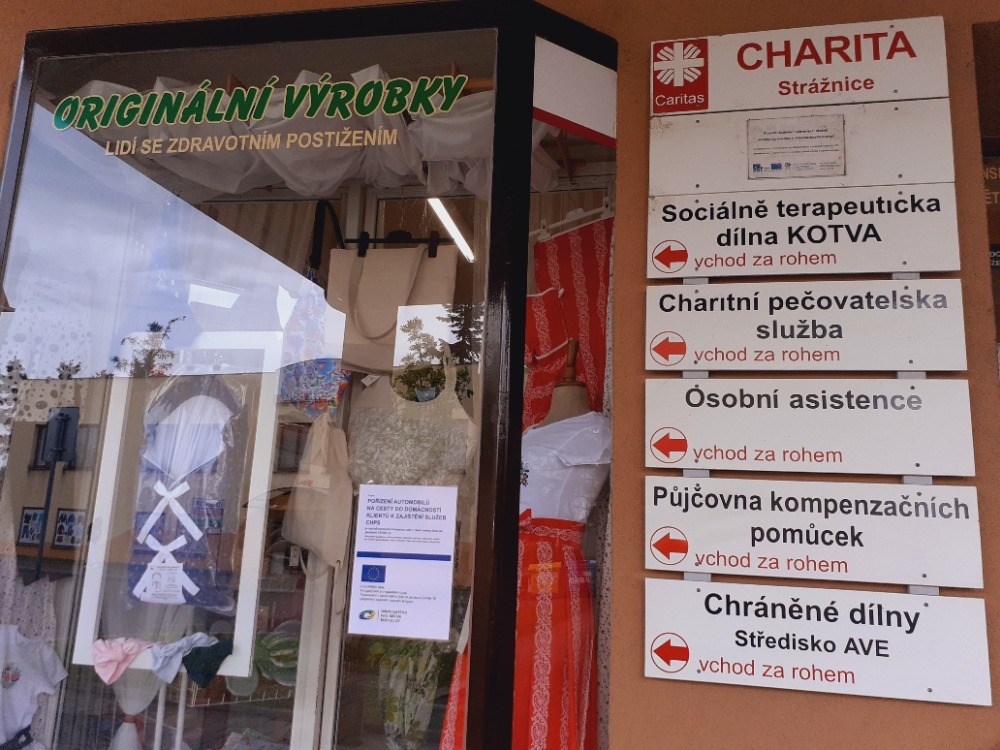 ORIGINÁLNÍ VÝROBKY
LIDÍ SE ZDRAVOTNÍM POSTIŽENÍM
POŘÍZENÍ AUTOMOBILŮ
NA CESTY DO DOMÁCNOSTÍ
KLIENTŮ K ZAJIŠTĚNÍ SLUŽEB
CHPS
Caritas
CHARITA
Strážnice
Sociálně terapeutická
dílna KOTVA
vchod za rohem
Charitní pečovatelská
služba
vchod za rohem
Osobní asistence
vchod za rohem
Půjčovna kompenzačních
pomůcek
vchod za rohem
Chráněné dílny
Středisko AVE
vchod za rohem